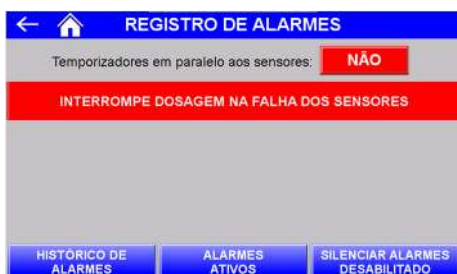 REGISTRO DE ALARMES
Temporizadores em paralelo aos sensores: NÃO
INTERROMPE DOSAGEM NA FALHA DOS SENSORES
HISTÓRICO DE ALARMES
ALARMES ATIVOS
SILENCIAR ALARMES DESABILITADO